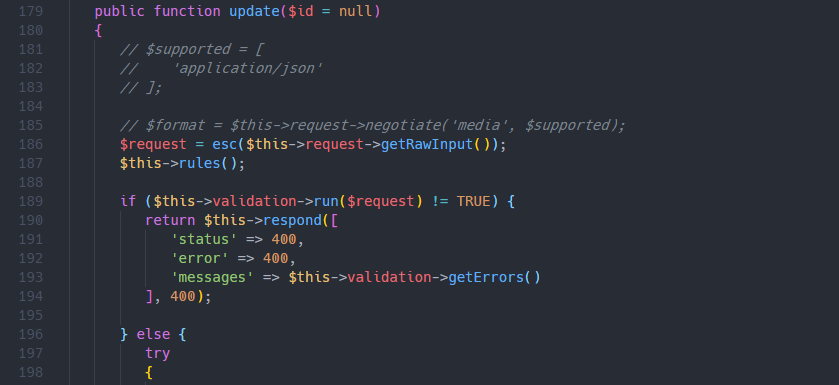 179 public function update($id = null)
180 {
181 // $supported = [
182 //    'application/json'
183 // ];
184
185 // $format = $this->request->negotiate('media', $supported);
186 $request = esc($this->request->getRawInput());
187 $this->rules();
188
189 if ($this->validation->run($request) != TRUE) {
190 return $this->respond([
191 'status' => 400,
192 'error' => 400,
193 'messages' => $this->validation->getErrors()
194 ], 400);
195
196 } else {
197 try
198 {